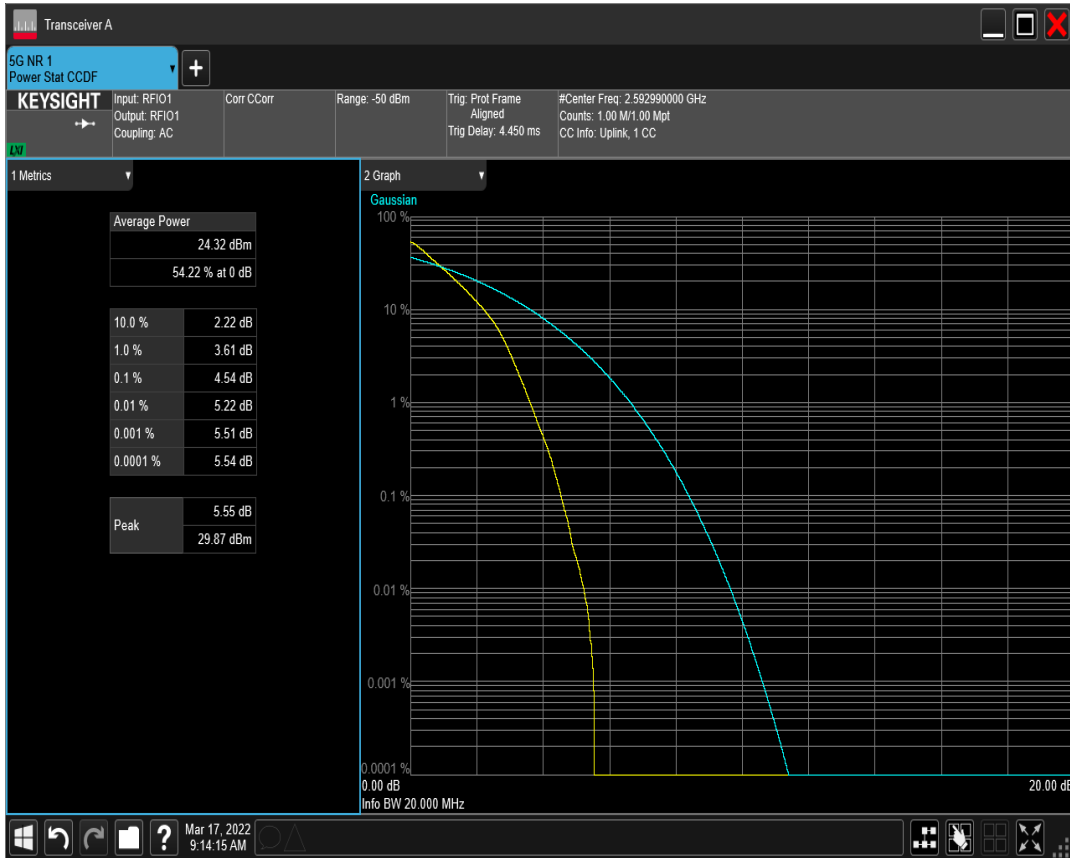 Transceiver A
5G NR 1
Power Stat CCDF
KEYSIGHT
LXI
Input: RFIO1
Output: RFIO1
Coupling: AC
Corr CCorr
Range: -50 dBm
Trig: Prot Frame
Aligned
Trig Delay: 4.450 ms
#Center Freq: 2.592990000 GHz
Counts: 1.00 M/1.00 Mpt
CC Info: Uplink, 1 CC
1 Metrics
Average Power
24.32 dBm
54.22 % at 0 dB
10.0 % 2.22 dB
1.0 % 3.61 dB
0.1 % 4.54 dB
0.01 % 5.22 dB
0.001 % 5.51 dB
0.0001 % 5.54 dB
Peak
5.55 dB
29.87 dBm
2 Graph
Gaussian
100 %
10 %
1 %
0.1 %
0.01 %
0.001 %
0.0001 %
0.00 dB 20.00 dB
Info BW 20.000 MHz
Mar 17, 2022
9:14:15 AM